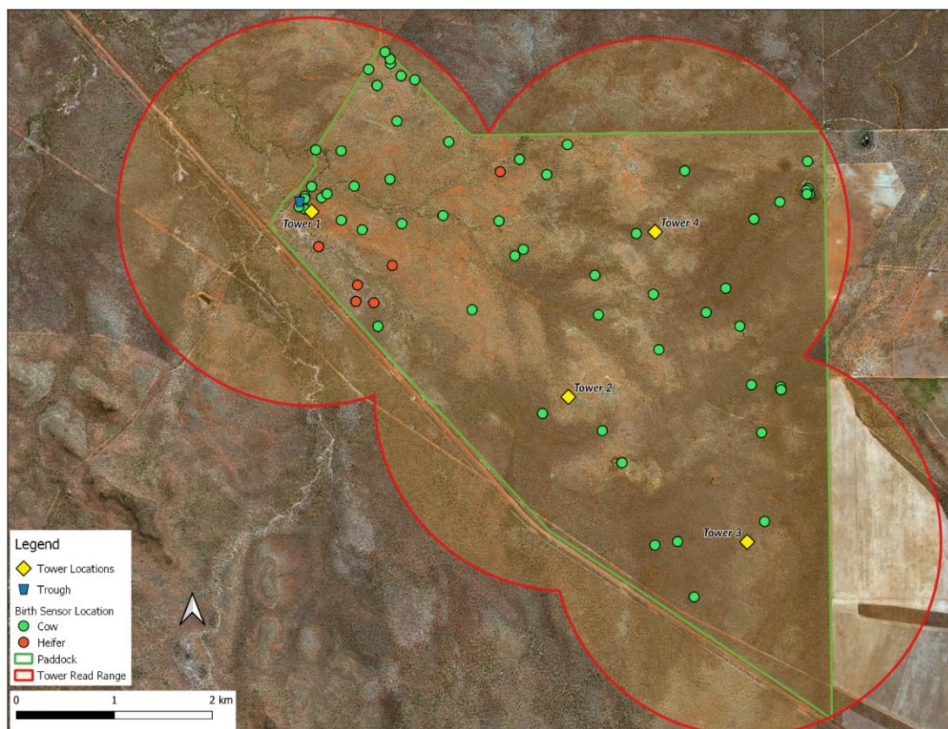 Tower 1
Tower 4
Tower 2
Tower 3
Legend
Tower Locations
Trough
Birth Sensor Location
Cow
Heifer
Paddock
Tower Read Range
0 1 2 km